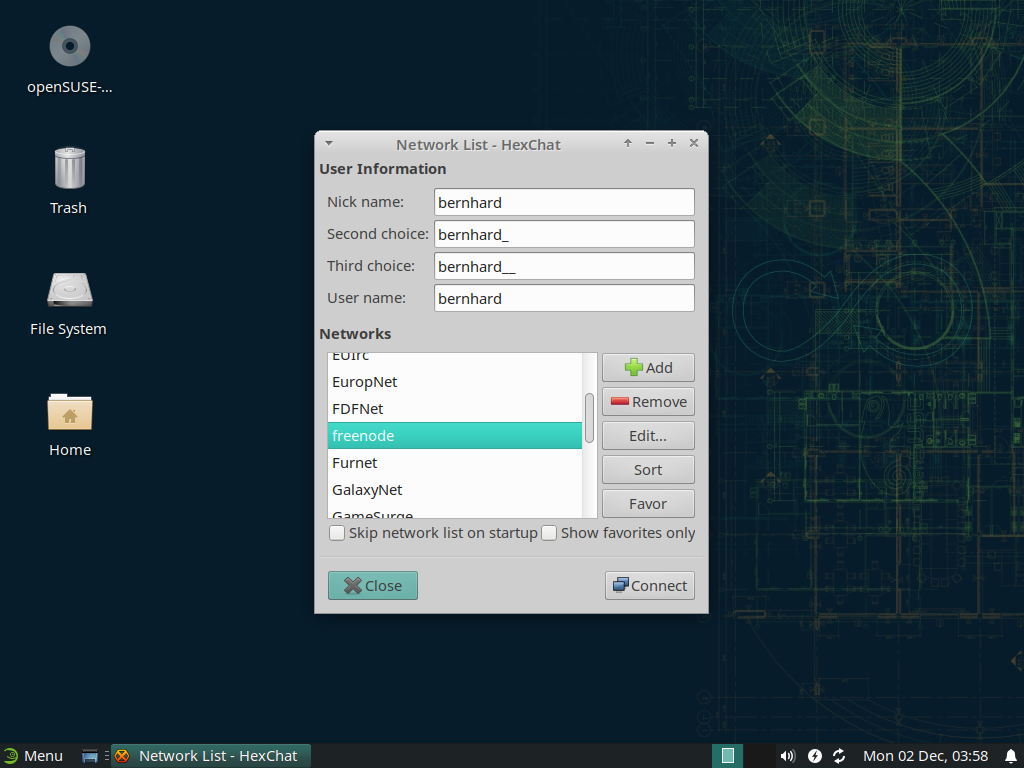 openSUSE-...
Trash
File System
Home
Network List - HexChat
User Information
Nick name: bernhard
Second choice: bernhard_
Third choice: bernhard__
User name: bernhard
Networks
EUIrc
EuropNet
FDFNet
freenode
Furnet
GalaxyNet
GameSurge
Add
Remove
Edit...
Sort
Favor
Skip network list on startup Show favorites only
Close Connect
Menu Network List - HexChat Mon 02 Dec, 03:58